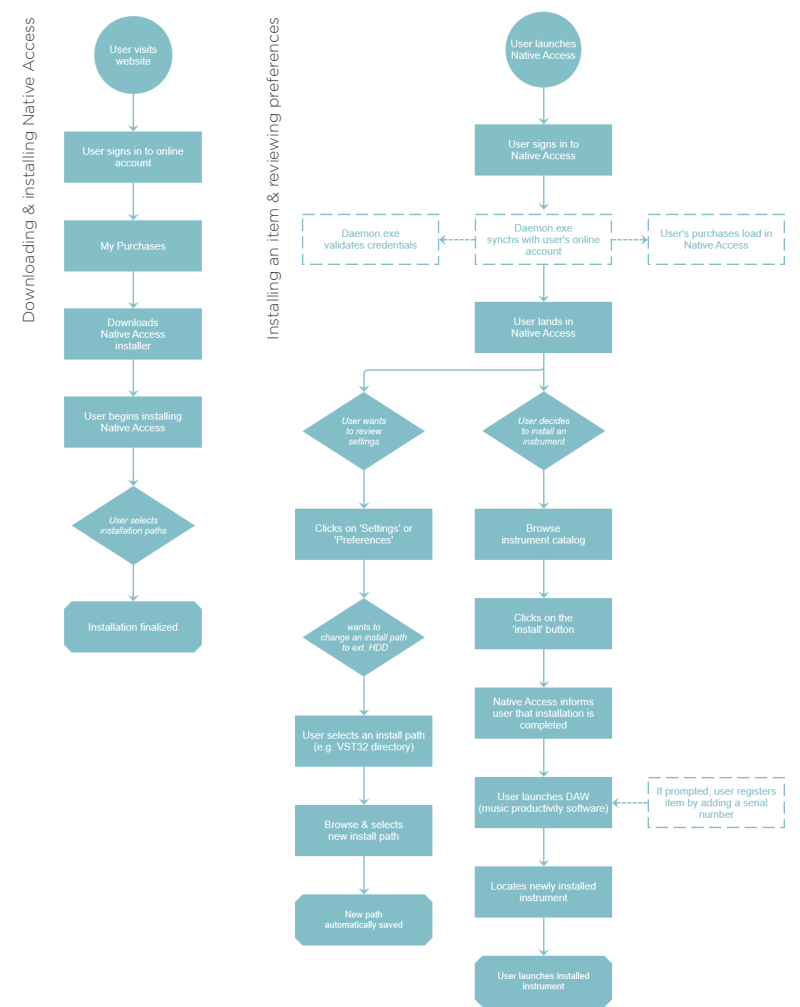 Downloading & installing Native Access
User visits
website
User signs in to online
account
My Purchases
Downloads
Native Access
installer
User begins installing
Native Access
User selects
installation paths
Installation finalized
Installing an item & reviewing preferences
User launches
Native Access
User signs in to
Native Access
Daemon.exe
validates credentials
Daemon.exe
synchs with user's online
account
User's purchases load in
Native Access
User lands in
Native Access
User wants
to review
settings
Clicks on 'Settings' or
'Preferences'
wants to
change an install path
to ext. HDD
User selects an install path
(e.g. VST32 directory)
Browse & selects
new install path
New path
automatically saved
User decides
to install an
instrument
Browse
instrument catalog
Clicks on the
'install' button
Native Access informs
user that installation is
completed
User launches DAW
(music productivity software)
If prompted, user registers
item by adding a serial
number
Locates newly installed
instrument
User launches installed
instrument